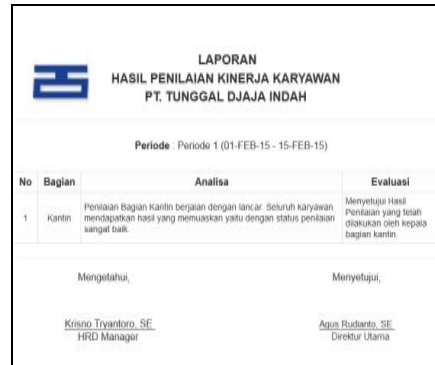 LAPORAN
HASIL PENILAIAN KINERJA KARYAWAN
PT. TUNGGAL DJAJA INDAH
Periode : Periode 1 (01-FEB-15 - 15-FEB-15)
No Bagian Analisa Evaluasi
1 Kantin Penilaian Bagian Kantin berjalan dengan lancar. Seluruh karyawan mendapatkan hasil yang memuaskan yaitu dengan status penilaian sangat baik. Menyetujui Hasil Penilaian yang telah dilakukan oleh kepala bagian kantin.
Mengetahui, Menyetujui,
Krisno Tryantoro, SE Agus Rudianto, SE
HRD Manager Direktur Utama